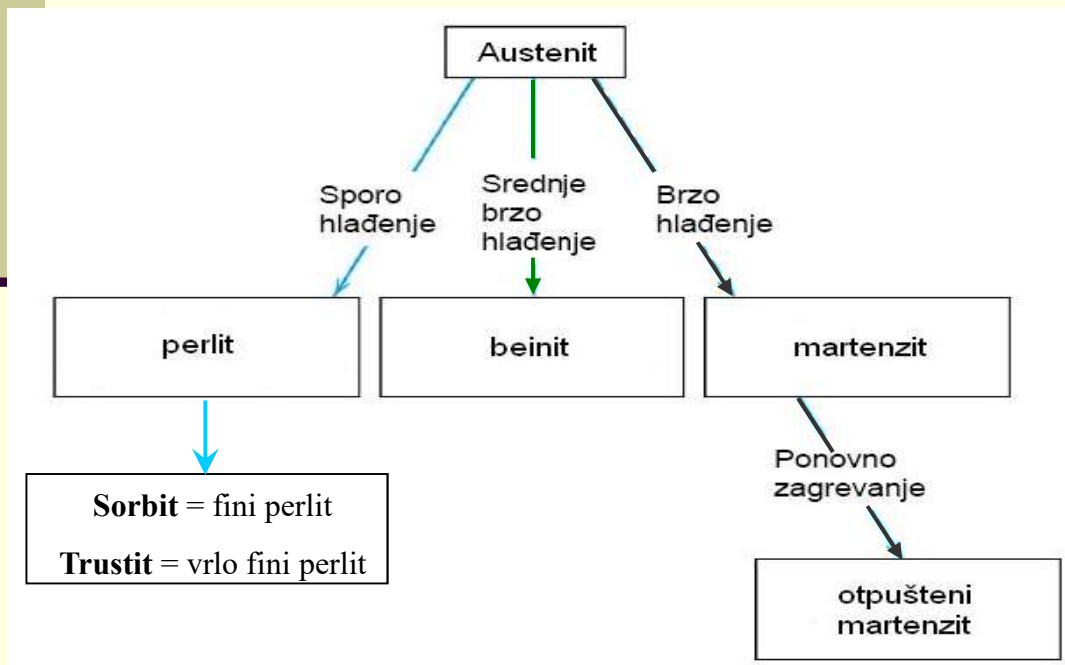 Austenit
Sporo
hlađenje
Srednje
brzo
hlađenje
Brzo
hlađenje
perlit
beinit
martenzit
Ponovno
zagrevanje
Sorbit = fini perlit
Trustit = vrlo fini perlit
otpušteni
martenzit